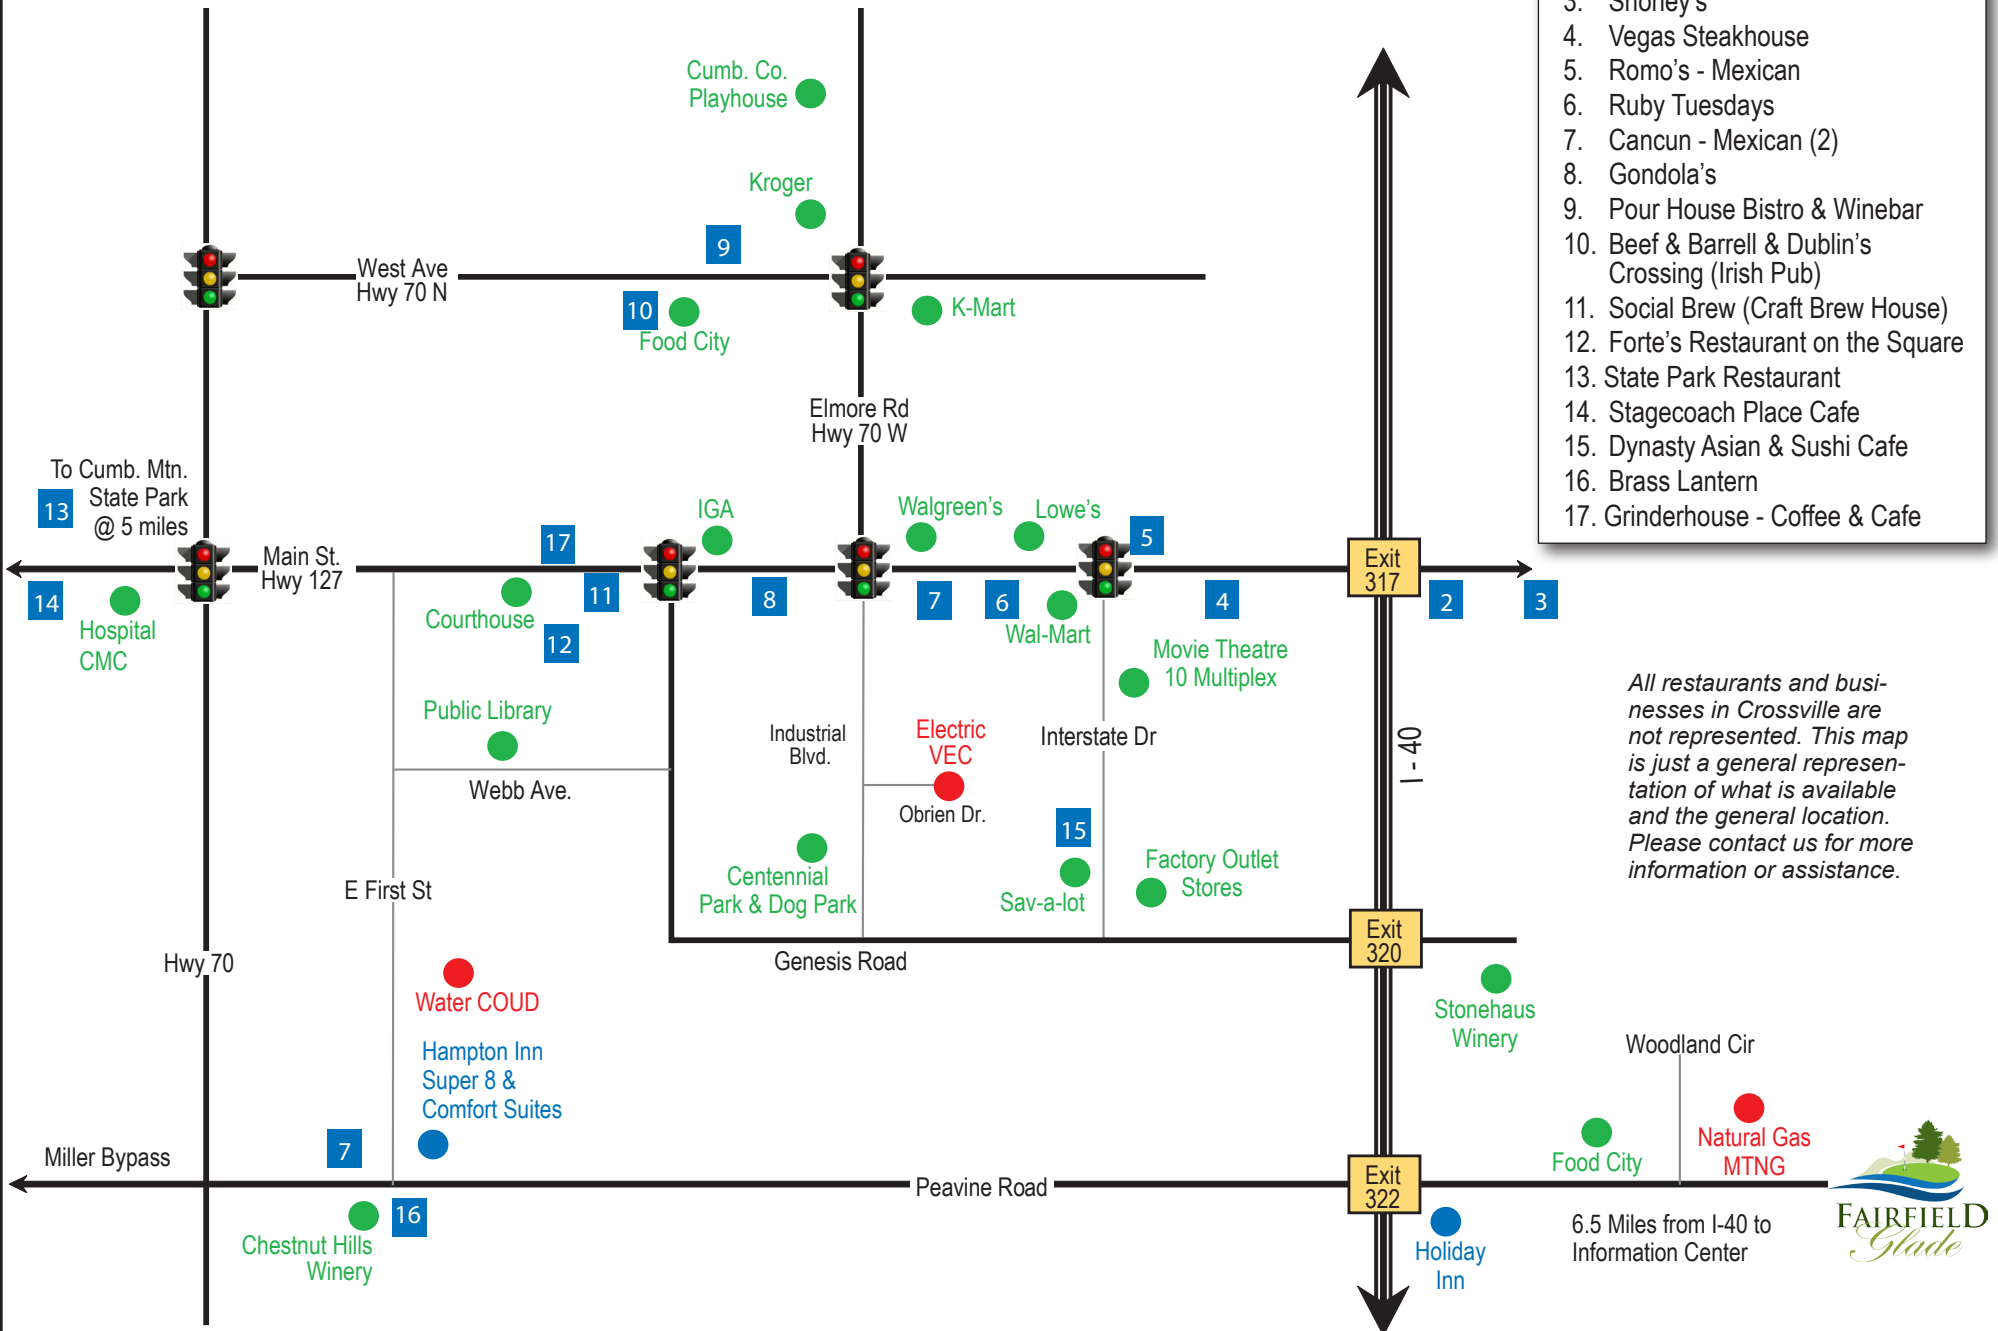 3. Shoney's
4. Vegas Steakhouse
5. Romo's - Mexican
6. Ruby Tuesdays
7. Cancun - Mexican (2)
8. Gondola's
9. Pour House Bistro & Winebar
10. Beef & Barrell & Dublin's
Crossing (Irish Pub)
11. Social Brew (Craft Brew House)
12. Forte's Restaurant on the Square
13. State Park Restaurant
14. Stagecoach Place Cafe
15. Dynasty Asian & Sushi Cafe
16. Brass Lantern
17. Grinderhouse - Coffee & Cafe
Cumb. Co.
Playhouse
Kroger
9
West Ave
Hwy 70 N
10
Food City
K-Mart
Elmore Rd
Hwy 70 W
To Cumb. Mtn.
State Park
@ 5 miles
13
Main St.
Hwy 127
14
Hospital
CMC
17
Courthouse
11
12
IGA
8
Walgreen's
Lowe's
5
7
6
Wal-Mart
4
Exit
317
2
3
Movie Theatre
10 Multiplex
Public Library
Webb Ave.
Industrial
Blvd.
Electric
VEC
Obrien Dr.
Interstate Dr
I - 40
All restaurants and busi-
nesses in Crossville are
not represented. This map
is just a general represen-
tation of what is available
and the general location.
Please contact us for more
information or assistance.
15
Sav-a-lot
Factory Outlet
Stores
Centennial
Park & Dog Park
E First St
Hwy 70
Genesis Road
Exit
320
Stonehaus
Winery
Water COUD
Hampton Inn
Super 8 &
Comfort Suites
Woodland Cir
Natural Gas
MTNG
Food City
Miller Bypass
7
Peavine Road
Exit
322
16
Chestnut Hills
Winery
Holiday
Inn
6.5 Miles from I-40 to
Information Center
FAIRFIELD
Glade